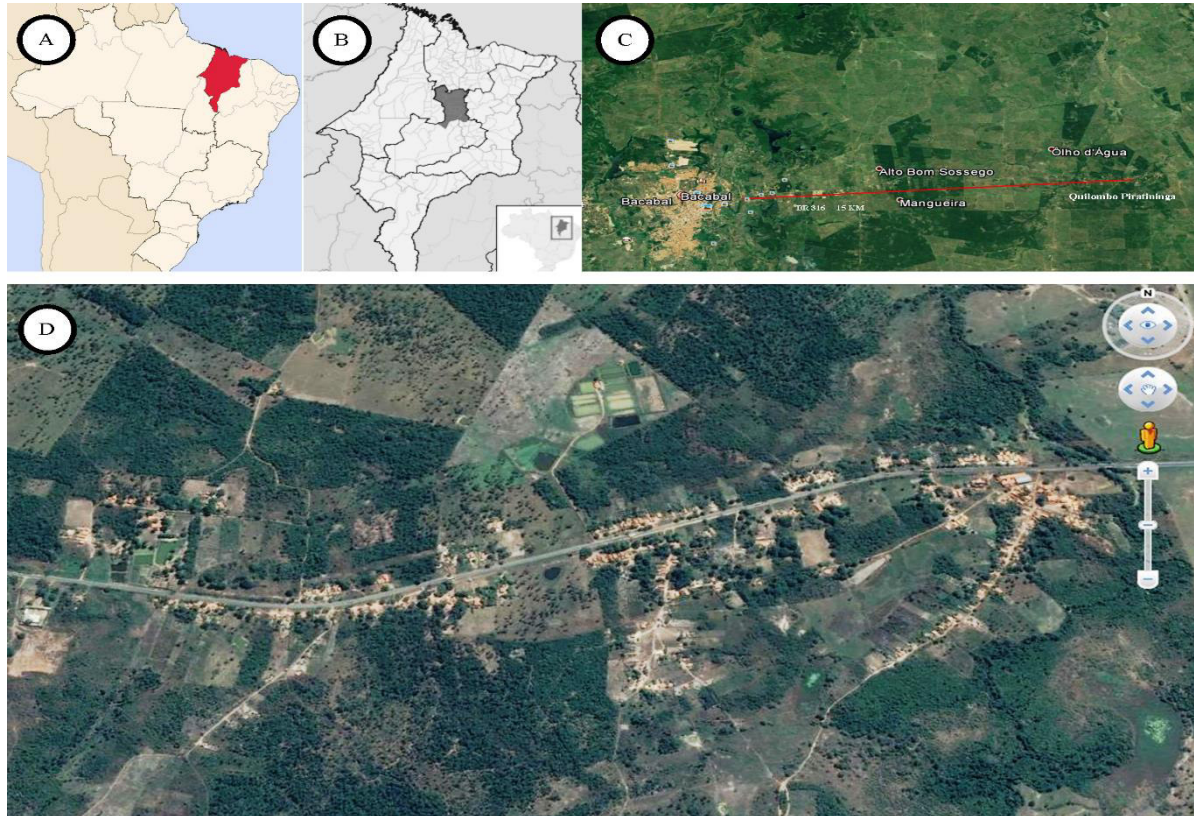 A
B
C
Olho d'Água
Alto Bom Sossego
Bacabal
Bacabal
BR 316 15 KM
Mangueira
Quilombo Piratininga
D
N